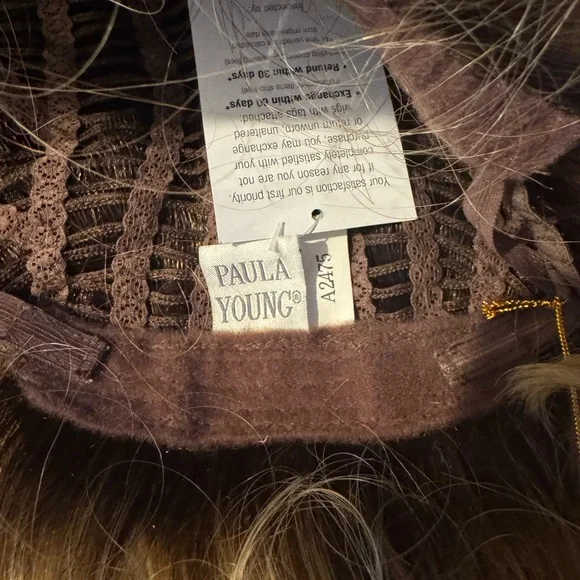 Your satisfaction is our first priority.
If for any reason you are not
completely satisfied with your
purchase, you may exchange
or return unworn, unaltered
wigs with tags attached:
• Exchange within 60 days*
• Refund within 30 days*
Inspected by:
PAULA
YOUNG®
A2475